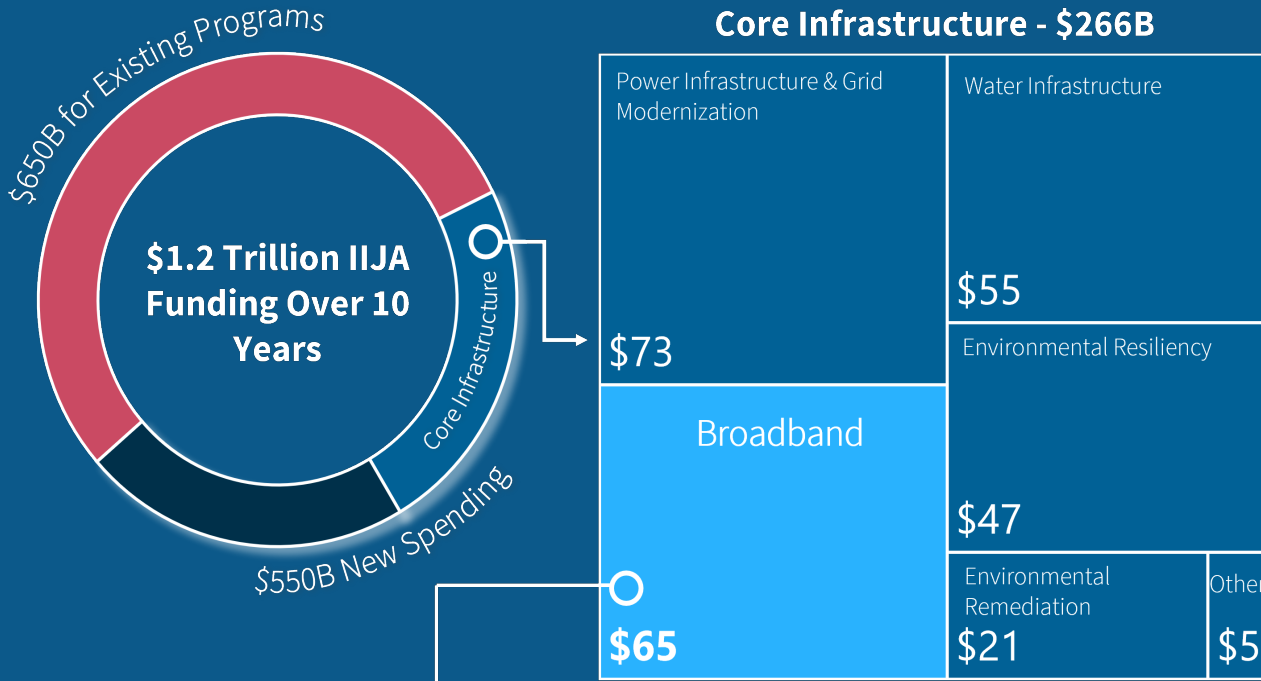 $650B for Existing Programs
$1.2 Trillion IIJA
Funding Over 10
Years
Core Infrastructure
$550B New Spending
Core Infrastructure - $266B
Power Infrastructure & Grid
Modernization
$73
Water Infrastructure
$55
Broadband
$65
Environmental Resiliency
$47
Environmental
Remediation
$21
Other
$5